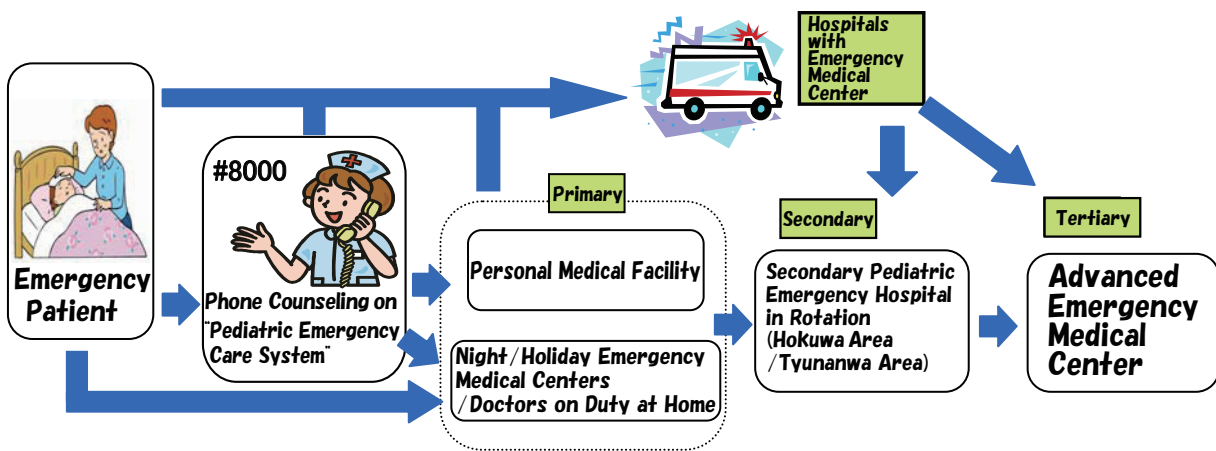 Hospitals
with
Emergency
Medical
Center
Emergency
Patient
#8000
Phone Counseling on
"Pediatric Emergency
Care System"
Primary
Personal Medical Facility
Night/Holiday Emergency
Medical Centers
/Doctors on Duty at Home
Secondary
Secondary Pediatric
Emergency Hospital
in Rotation
(Hokuwa Area
/Tyunanwa Area)
Tertiary
Advanced
Emergency
Medical
Center